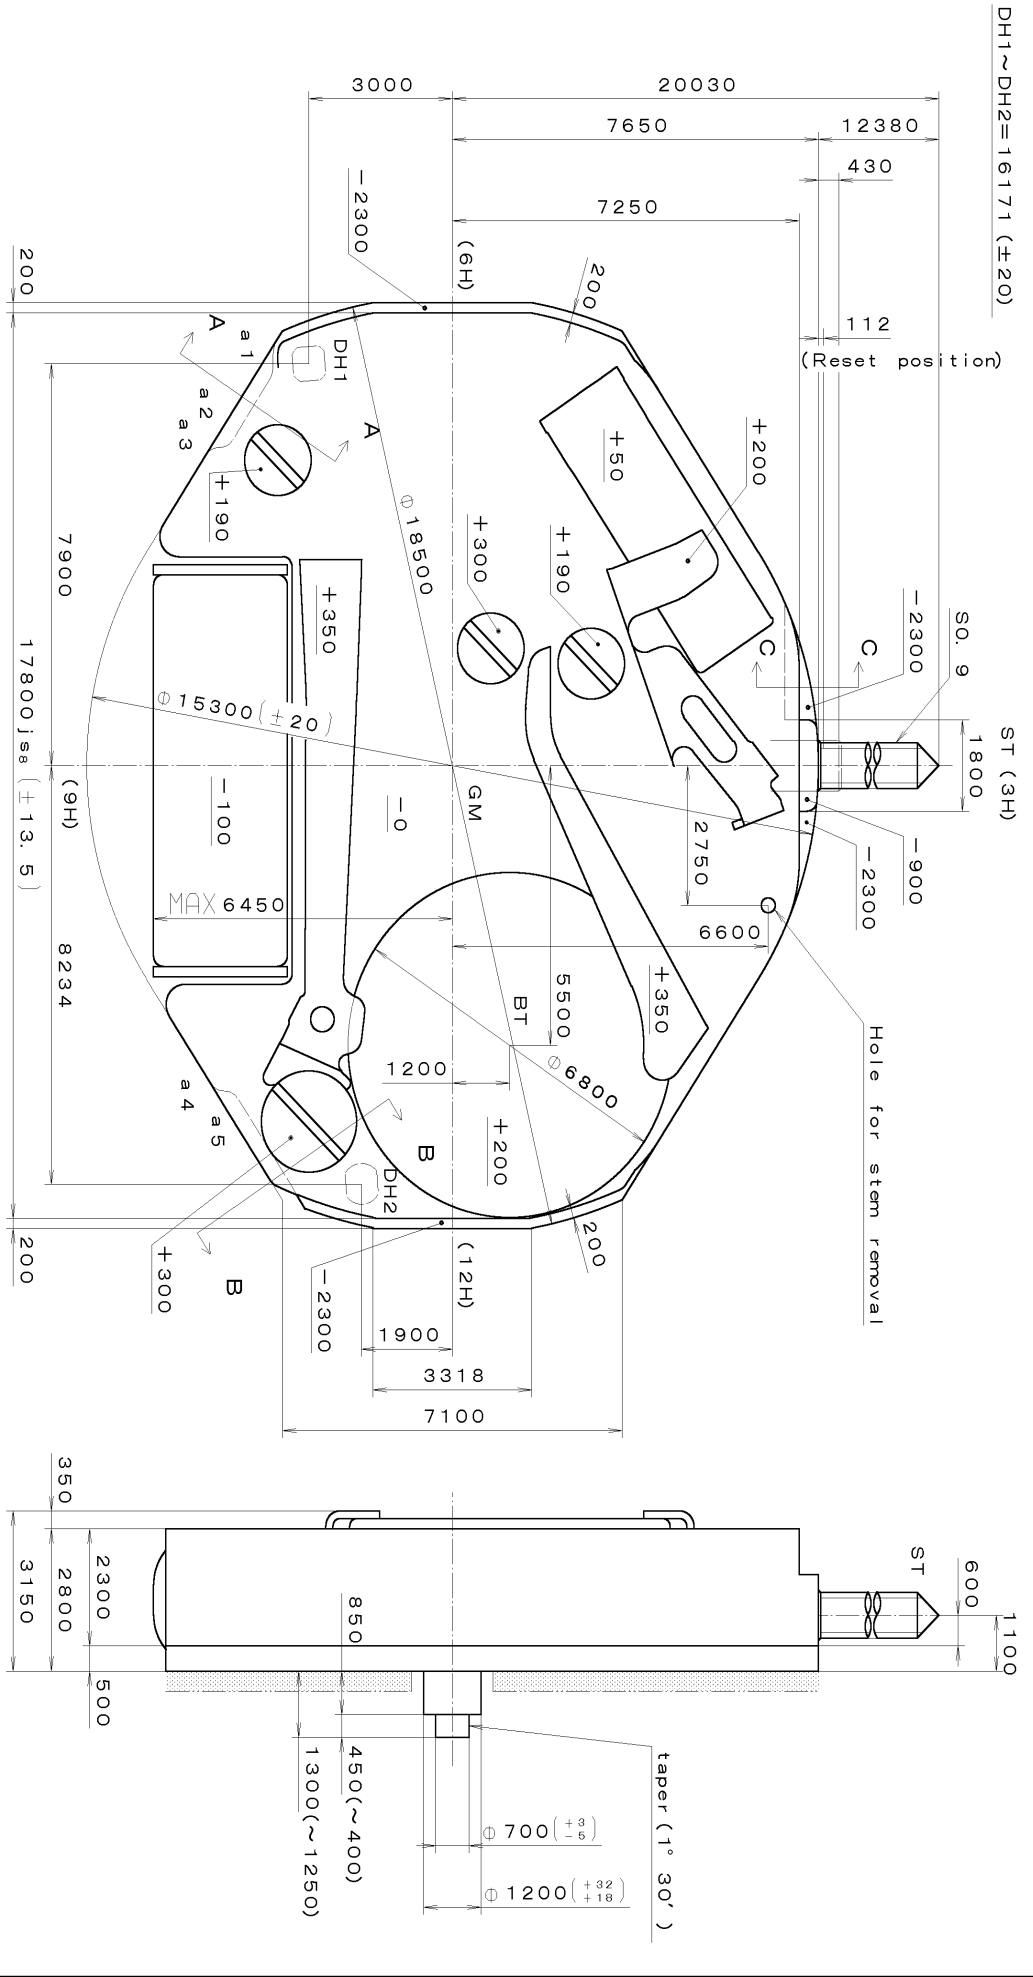 DH1~DH2=16171 (±20)
3000
20030
7650
12380
430
7250
112
(Reset position)
-2300
(6H)
200
200
A
a1
DH1
a2
a3
A
+190
+50
+200
φ18500
+300
+190
-2300
SO. 9
C
C
ST (3H)
1800
7900
+350
φ15300(±20)
17800js8(±13. 5)
(9H)
-100
-0
GM
2750
-900
-2300
MAX 6450
6600
8234
5500
BT
+350
1200
φ6800
Hole for stem removal
a4
a5
B
+200
DH2
200
200
B
+300
-2300
(12H)
1900
3318
7100
350
3150
2800
2300
500
850
ST
600
1100
1300(~1250)
450(~400)
taper(1° 30′)
φ700(+3 -5)
φ1200(+32 +18)